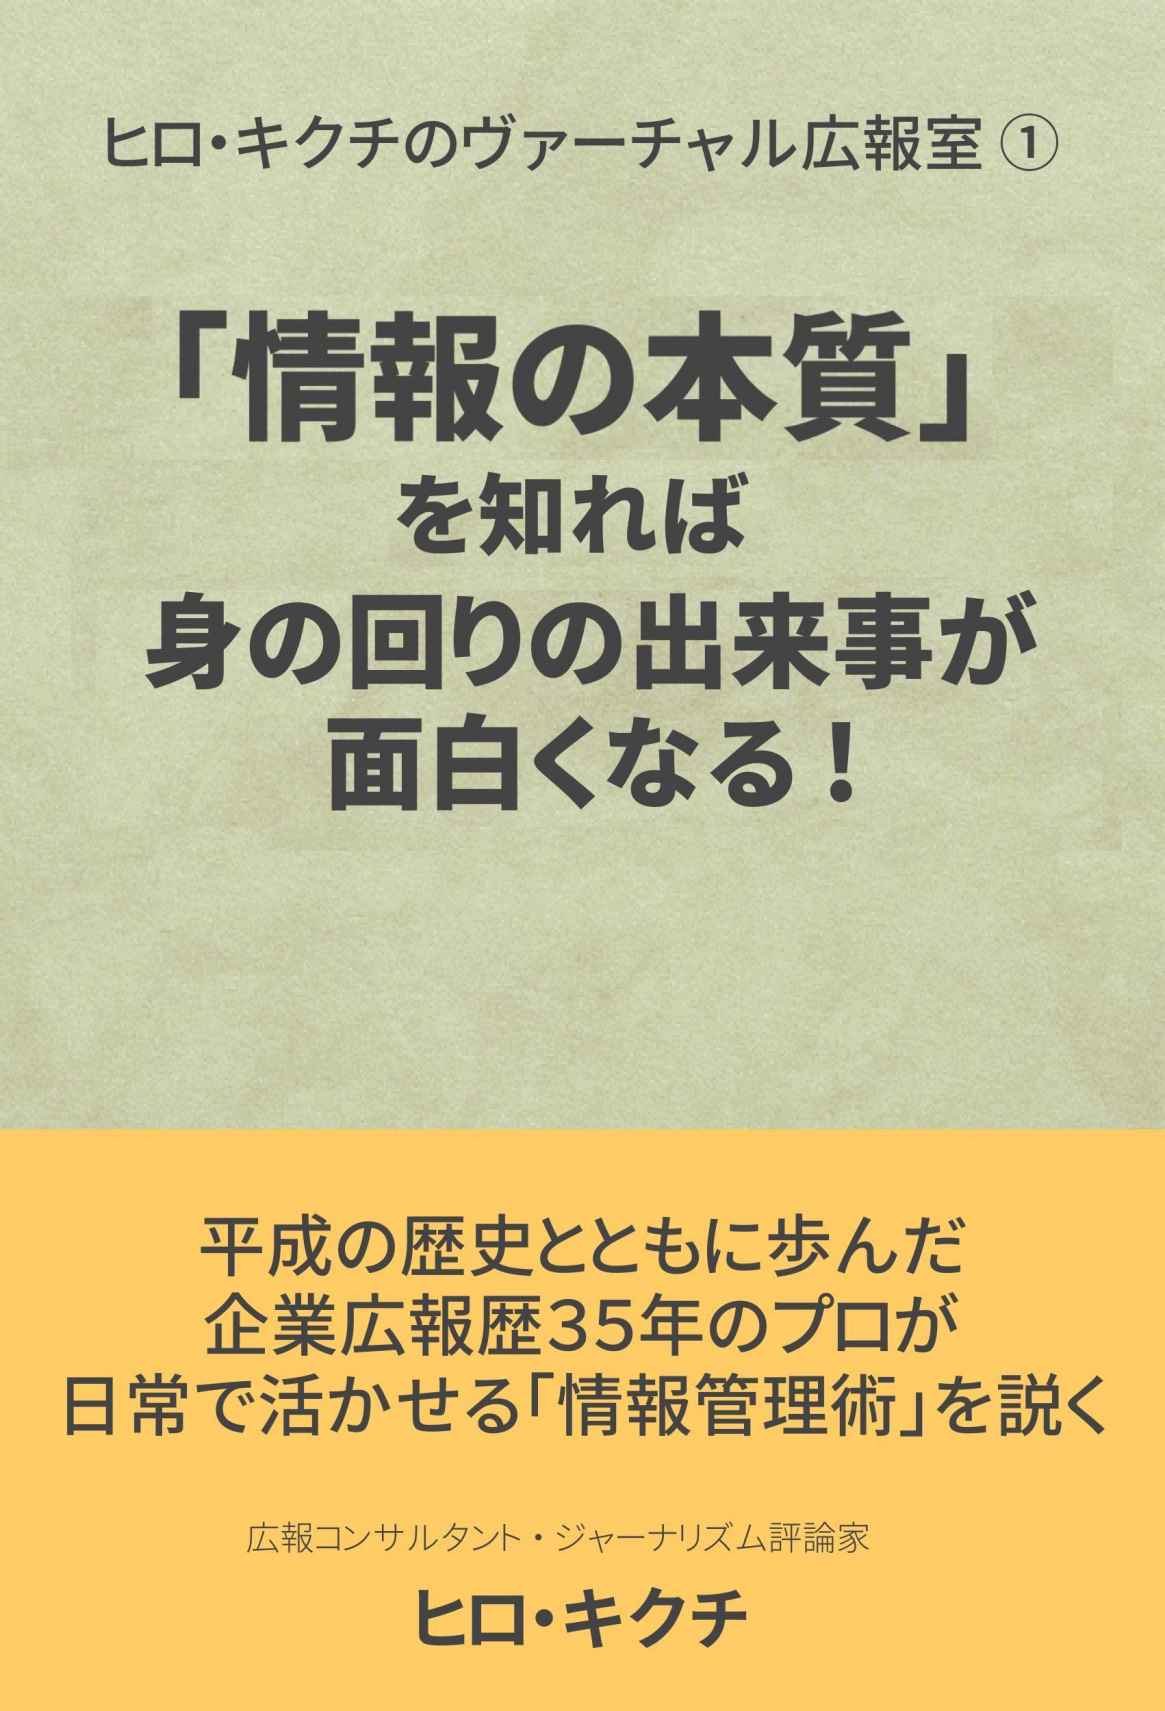 ヒロ・キクチのヴァーチャル広報室 ①
「情報の本質」
を知れば
身の回りの出来事が
面白くなる！
平成の歴史とともに歩んだ
企業広報歴３５年のプロが
日常で活かせる「情報管理術」を説く
広報コンサルタント・ジャーナリズム評論家
ヒロ・キクチ